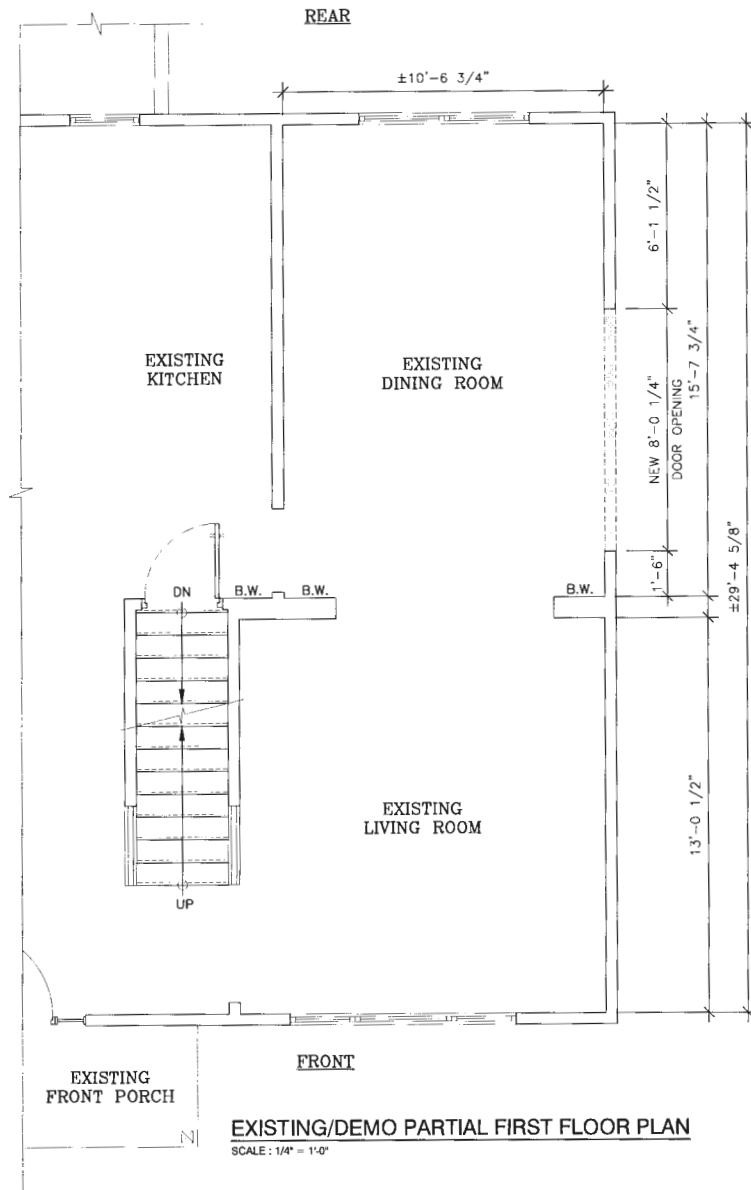 REAR
±10'-6 3/4"
6'-1 1/2"
EXISTING
KITCHEN
EXISTING
DINING ROOM
NEW 8'-0 1/4"
DOOR OPENING
15'-7 3/4"
±29'-4 5/8"
1'-6"
DN
B.W.
B.W.
B.W.
EXISTING
LIVING ROOM
13'-0 1/2"
UP
FRONT
EXISTING
FRONT PORCH
EXISTING/DEMO PARTIAL FIRST FLOOR PLAN
SCALE : 1/4" = 1'-0"